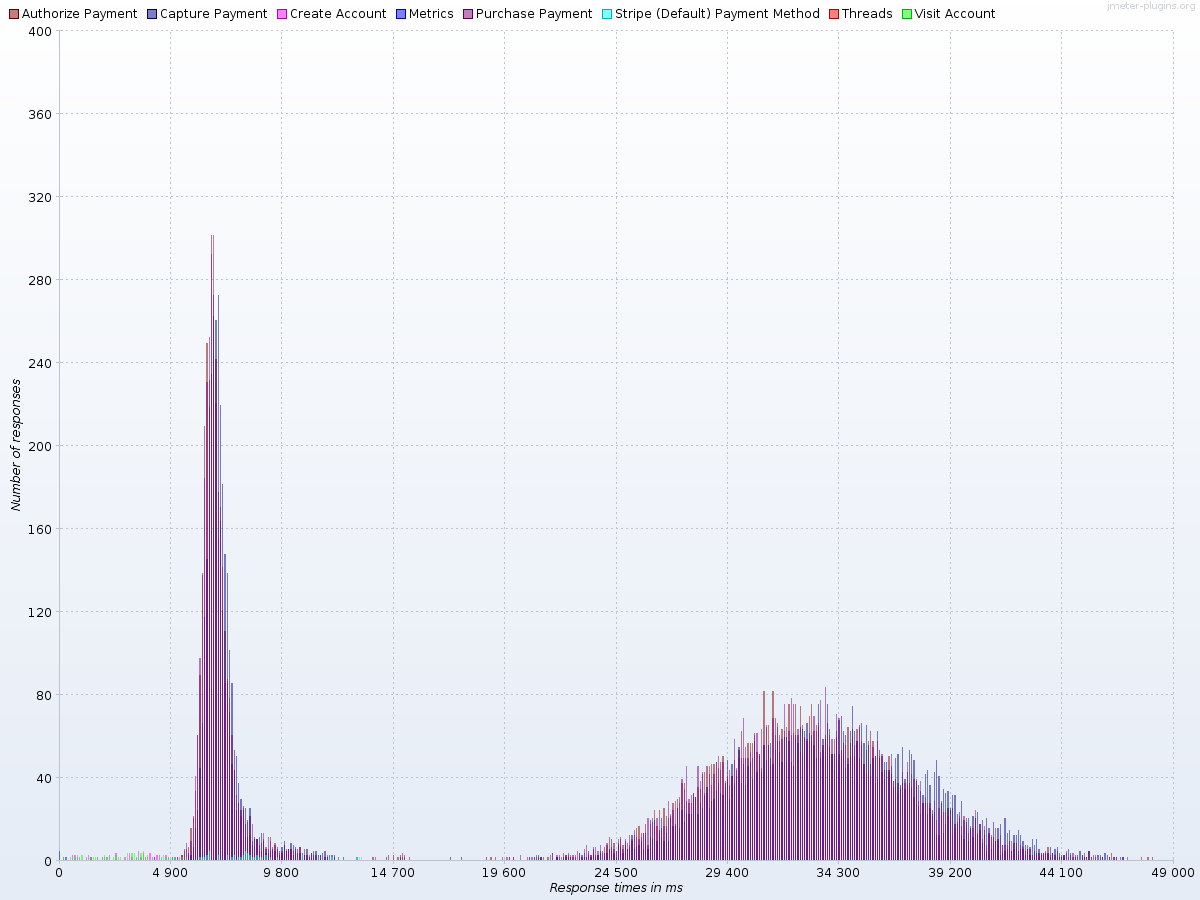 Authorize Payment Capture Payment Create Account Metrics Purchase Payment Stripe (Default) Payment Method Threads Visit Account
jmeter-plugins.org
400
360
320
280
240
200
160
120
80
40
0
Number of responses
0 4 900 9 800 14 700 19 600 24 500 29 400 34 300 39 200 44 100 49 000
Response times in ms